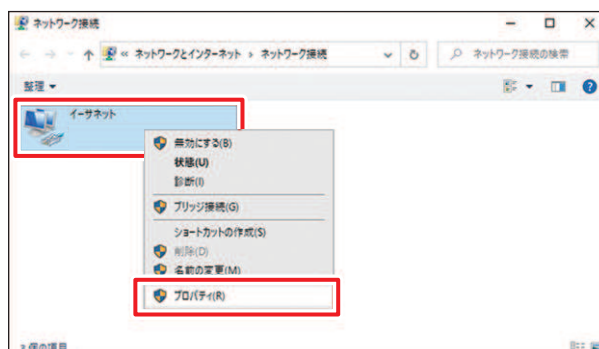 ネットワーク接続
« ネットワークとインターネット › ネットワーク接続
ネットワーク接続の検索
整理
イーサネット
無効にする(B)
状態(U)
診断(I)
ブリッジ接続(G)
ショートカットの作成(S)
削除(D)
名前の変更(M)
プロパティ(R)
個の項目